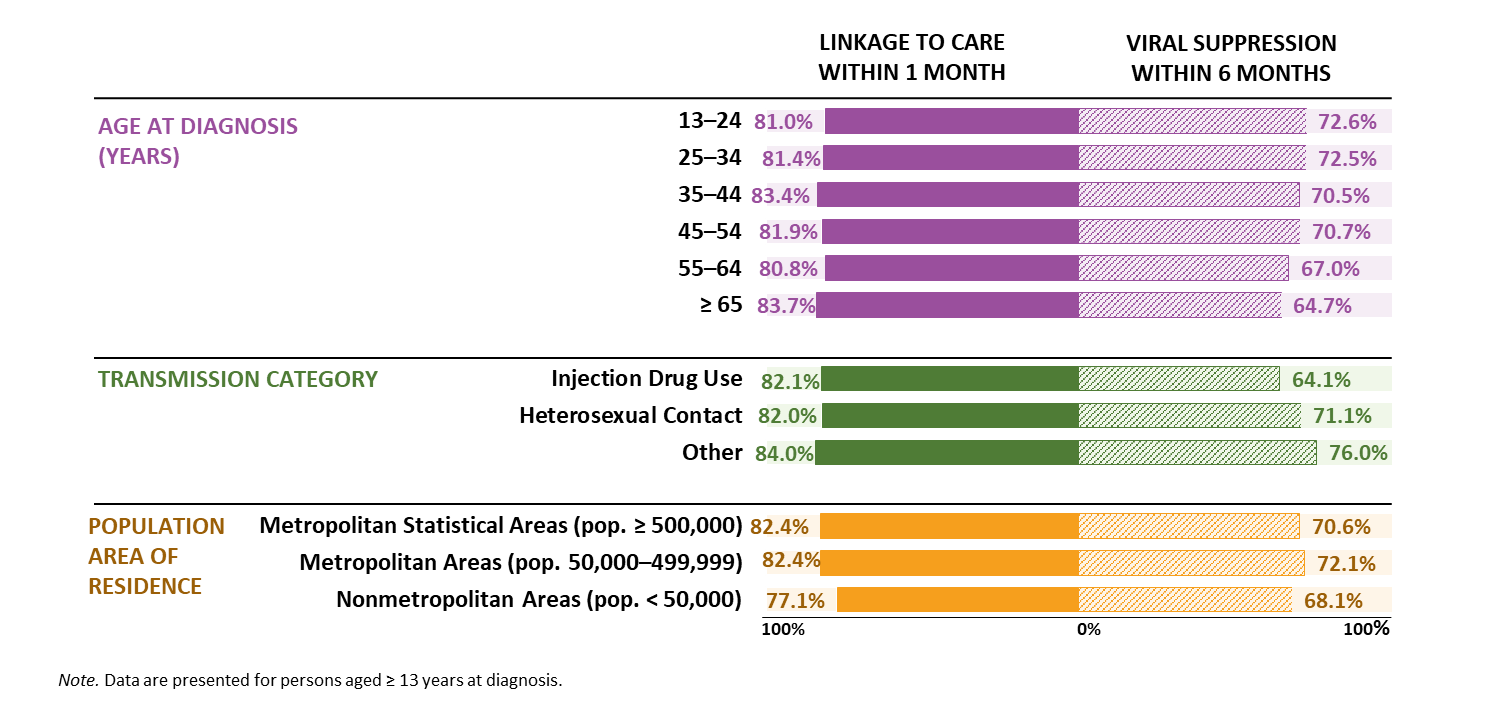 LINKAGE TO CARE
WITHIN 1 MONTH
VIRAL SUPPRESSION
WITHIN 6 MONTHS
AGE AT DIAGNOSIS
(YEARS)
13–24 81.0% 72.6%
25–34 81.4% 72.5%
35–44 83.4% 70.5%
45–54 81.9% 70.7%
55–64 80.8% 67.0%
≥ 65 83.7% 64.7%
TRANSMISSION CATEGORY
Injection Drug Use 82.1% 64.1%
Heterosexual Contact 82.0% 71.1%
Other 84.0% 76.0%
POPULATION
AREA OF
RESIDENCE
Metropolitan Statistical Areas (pop. ≥ 500,000) 82.4% 70.6%
Metropolitan Areas (pop. 50,000–499,999) 82.4% 72.1%
Nonmetropolitan Areas (pop. < 50,000) 77.1% 68.1%
100% 0% 100%
Note. Data are presented for persons aged ≥ 13 years at diagnosis.